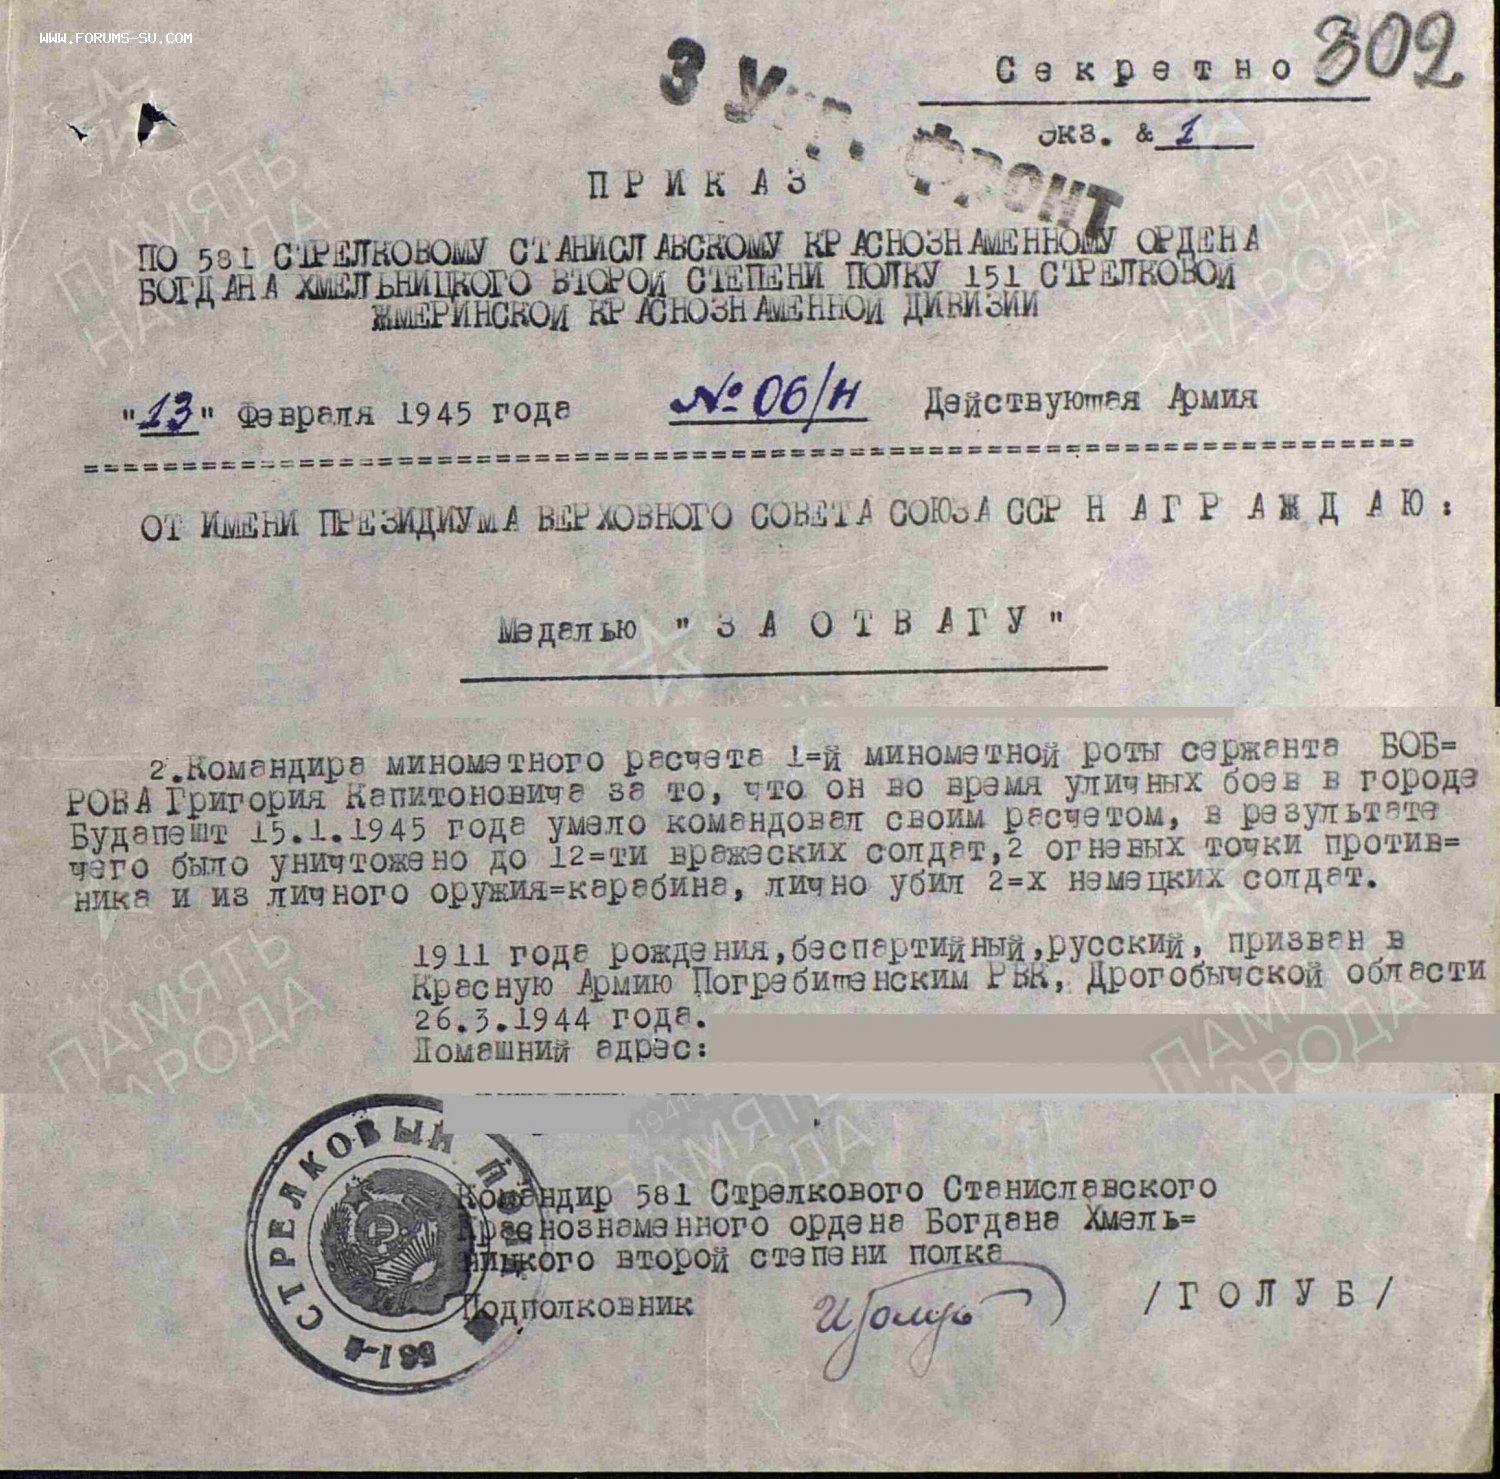 WWW.FORUMS-SU.COM
302
Секретно
3 Укр. ФРОНТ
Экз. № 1
ПРИКАЗ
ПО 581 СТРЕЛКОВОМУ СТАНИСЛАВСКОМУ КРАСНОЗНАМЕННОМУ ОРДЕНА
БОГДАНА ХМЕЛЬНИЦКОГО ВТОРОЙ СТЕПЕНИ ПОЛКУ 151 СТРЕЛКОВОЙ
ЖМЕРИНСКОЙ КРАСНОЗНАМЕННОЙ ДИВИЗИИ
"13" Февраля 1945 года № 06/н Действующая Армия
ОТ ИМЕНИ ПРЕЗИДИУМА ВЕРХОВНОГО СОВЕТА СОЮЗА ССР НАГРАЖДАЮ:
Медалью "ЗА ОТВАГУ"
2.Командира минометного расчета 1=й минометной роты сержанта БОБ=
РОВА Григория Капитоновича за то, что он во время уличных боев в городе
Будапешт 15.1.1945 года умело командовал своим расчетом, в результате
чего было уничтожено до 12=ти вражеских солдат,2 огневых точки против=
ника и из личного оружия=карабина, лично убил 2=х немецких солдат.
1911 года рождения,беспартийный,русский, призван в
Красную Армию Погребищенским РВК, Дрогобычской области
26.3.1944 года.
Домашний адрес:
Командир 581 Стрелкового Станиславского
Краснознаменного ордена Богдана Хмель=
ницкого второй степени полка
Подполковник /ГОЛУБ/
581-й СТРЕЛКОВЫЙ
ПАМЯТЬ НАРОДА